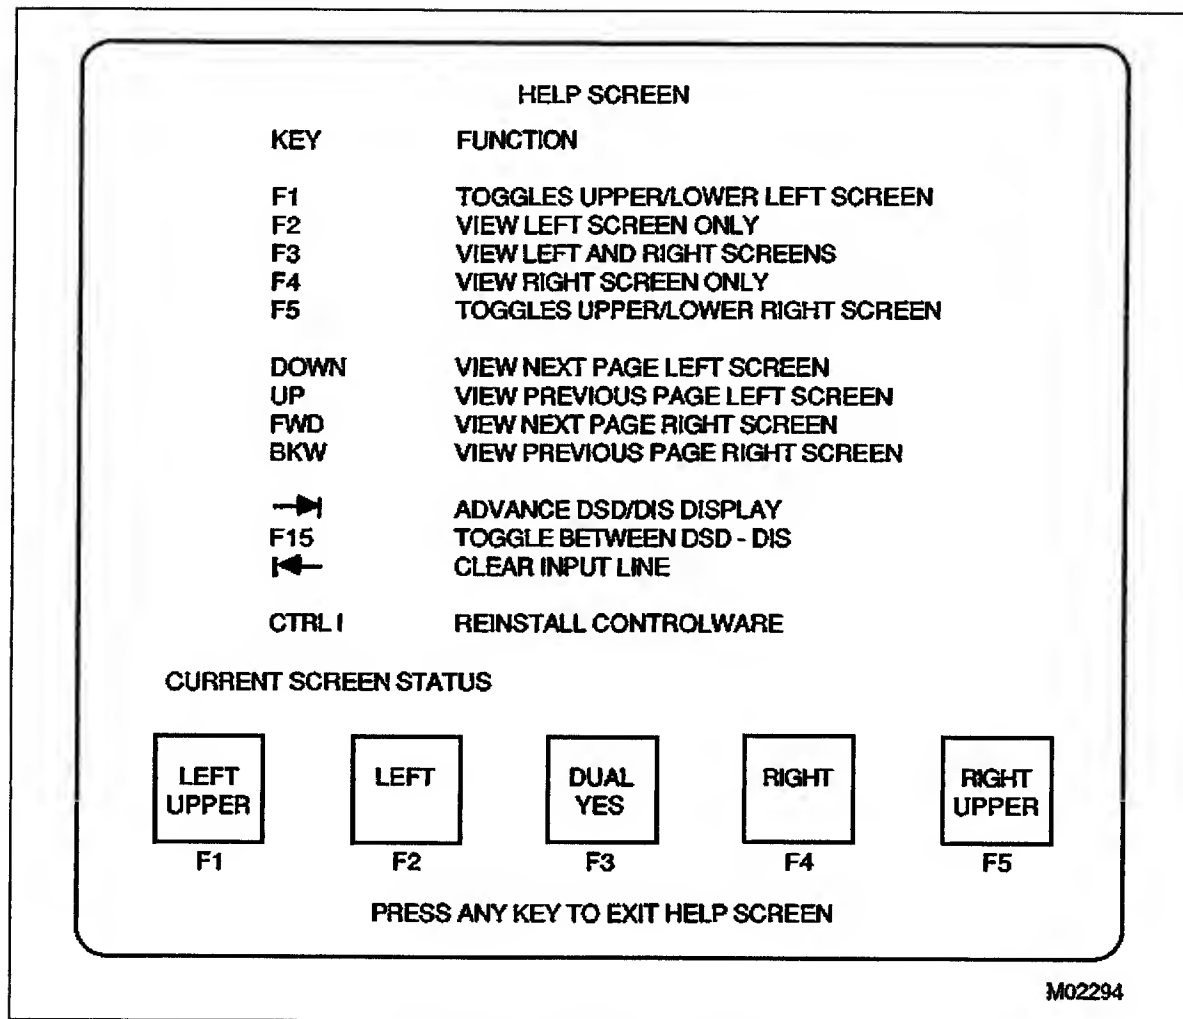 HELP SCREEN
KEY FUNCTION
F1 TOGGLES UPPER/LOWER LEFT SCREEN
F2 VIEW LEFT SCREEN ONLY
F3 VIEW LEFT AND RIGHT SCREENS
F4 VIEW RIGHT SCREEN ONLY
F5 TOGGLES UPPER/LOWER RIGHT SCREEN
DOWN VIEW NEXT PAGE LEFT SCREEN
UP VIEW PREVIOUS PAGE LEFT SCREEN
FWD VIEW NEXT PAGE RIGHT SCREEN
BKW VIEW PREVIOUS PAGE RIGHT SCREEN
ADVANCE DSD/DIS DISPLAY
F15 TOGGLE BETWEEN DSD - DIS
CLEAR INPUT LINE
CTRL I REINSTALL CONTROLWARE
CURRENT SCREEN STATUS
LEFT LEFT DUAL RIGHT RIGHT
UPPER YES UPPER
F1 F2 F3 F4 F5
PRESS ANY KEY TO EXIT HELP SCREEN
M02294